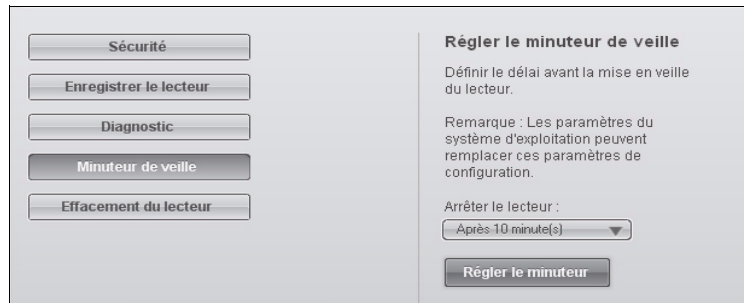 Sécurité
Enregistrer le lecteur
Diagnostic
Minuteur de veille
Effacement du lecteur
Régler le minuteur de veille
Définir le délai avant la mise en veille
du lecteur.
Remarque : Les paramètres du
système d'exploitation peuvent
remplacer ces paramètres de
configuration.
Arrêter le lecteur :
Après 10 minute(s)
Régler le minuteur